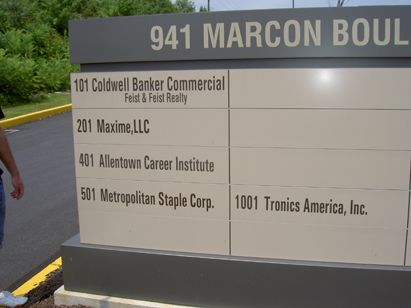 941 MARCON BOUL
101 Coldwell Banker Commercial
Feist & Feist Realty
201 Maxime,LLC
401 Allentown Career Institute
501 Metropolitan Staple Corp.
1001 Tronics America, Inc.